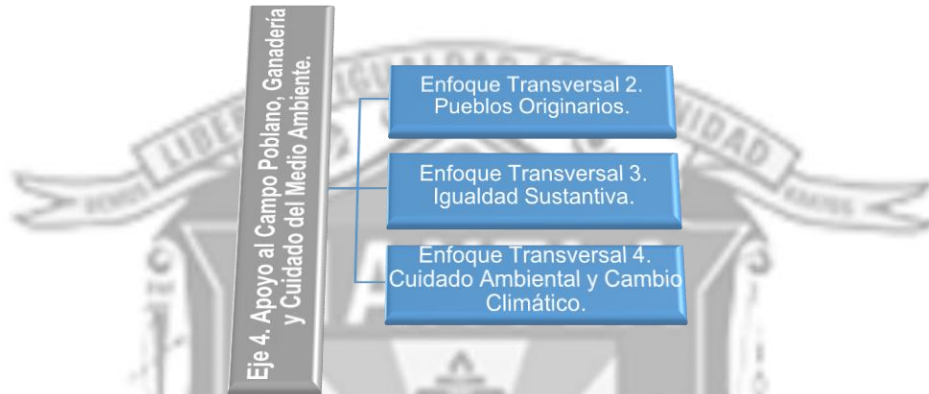 Eje 4. Apoyo al Campo Poblano, Ganadería
y Cuidado del Medio Ambiente.
Enfoque Transversal 2.
Pueblos Originarios.
Enfoque Transversal 3.
Igualdad Sustantiva.
Enfoque Transversal 4.
Cuidado Ambiental y Cambio
Climático.